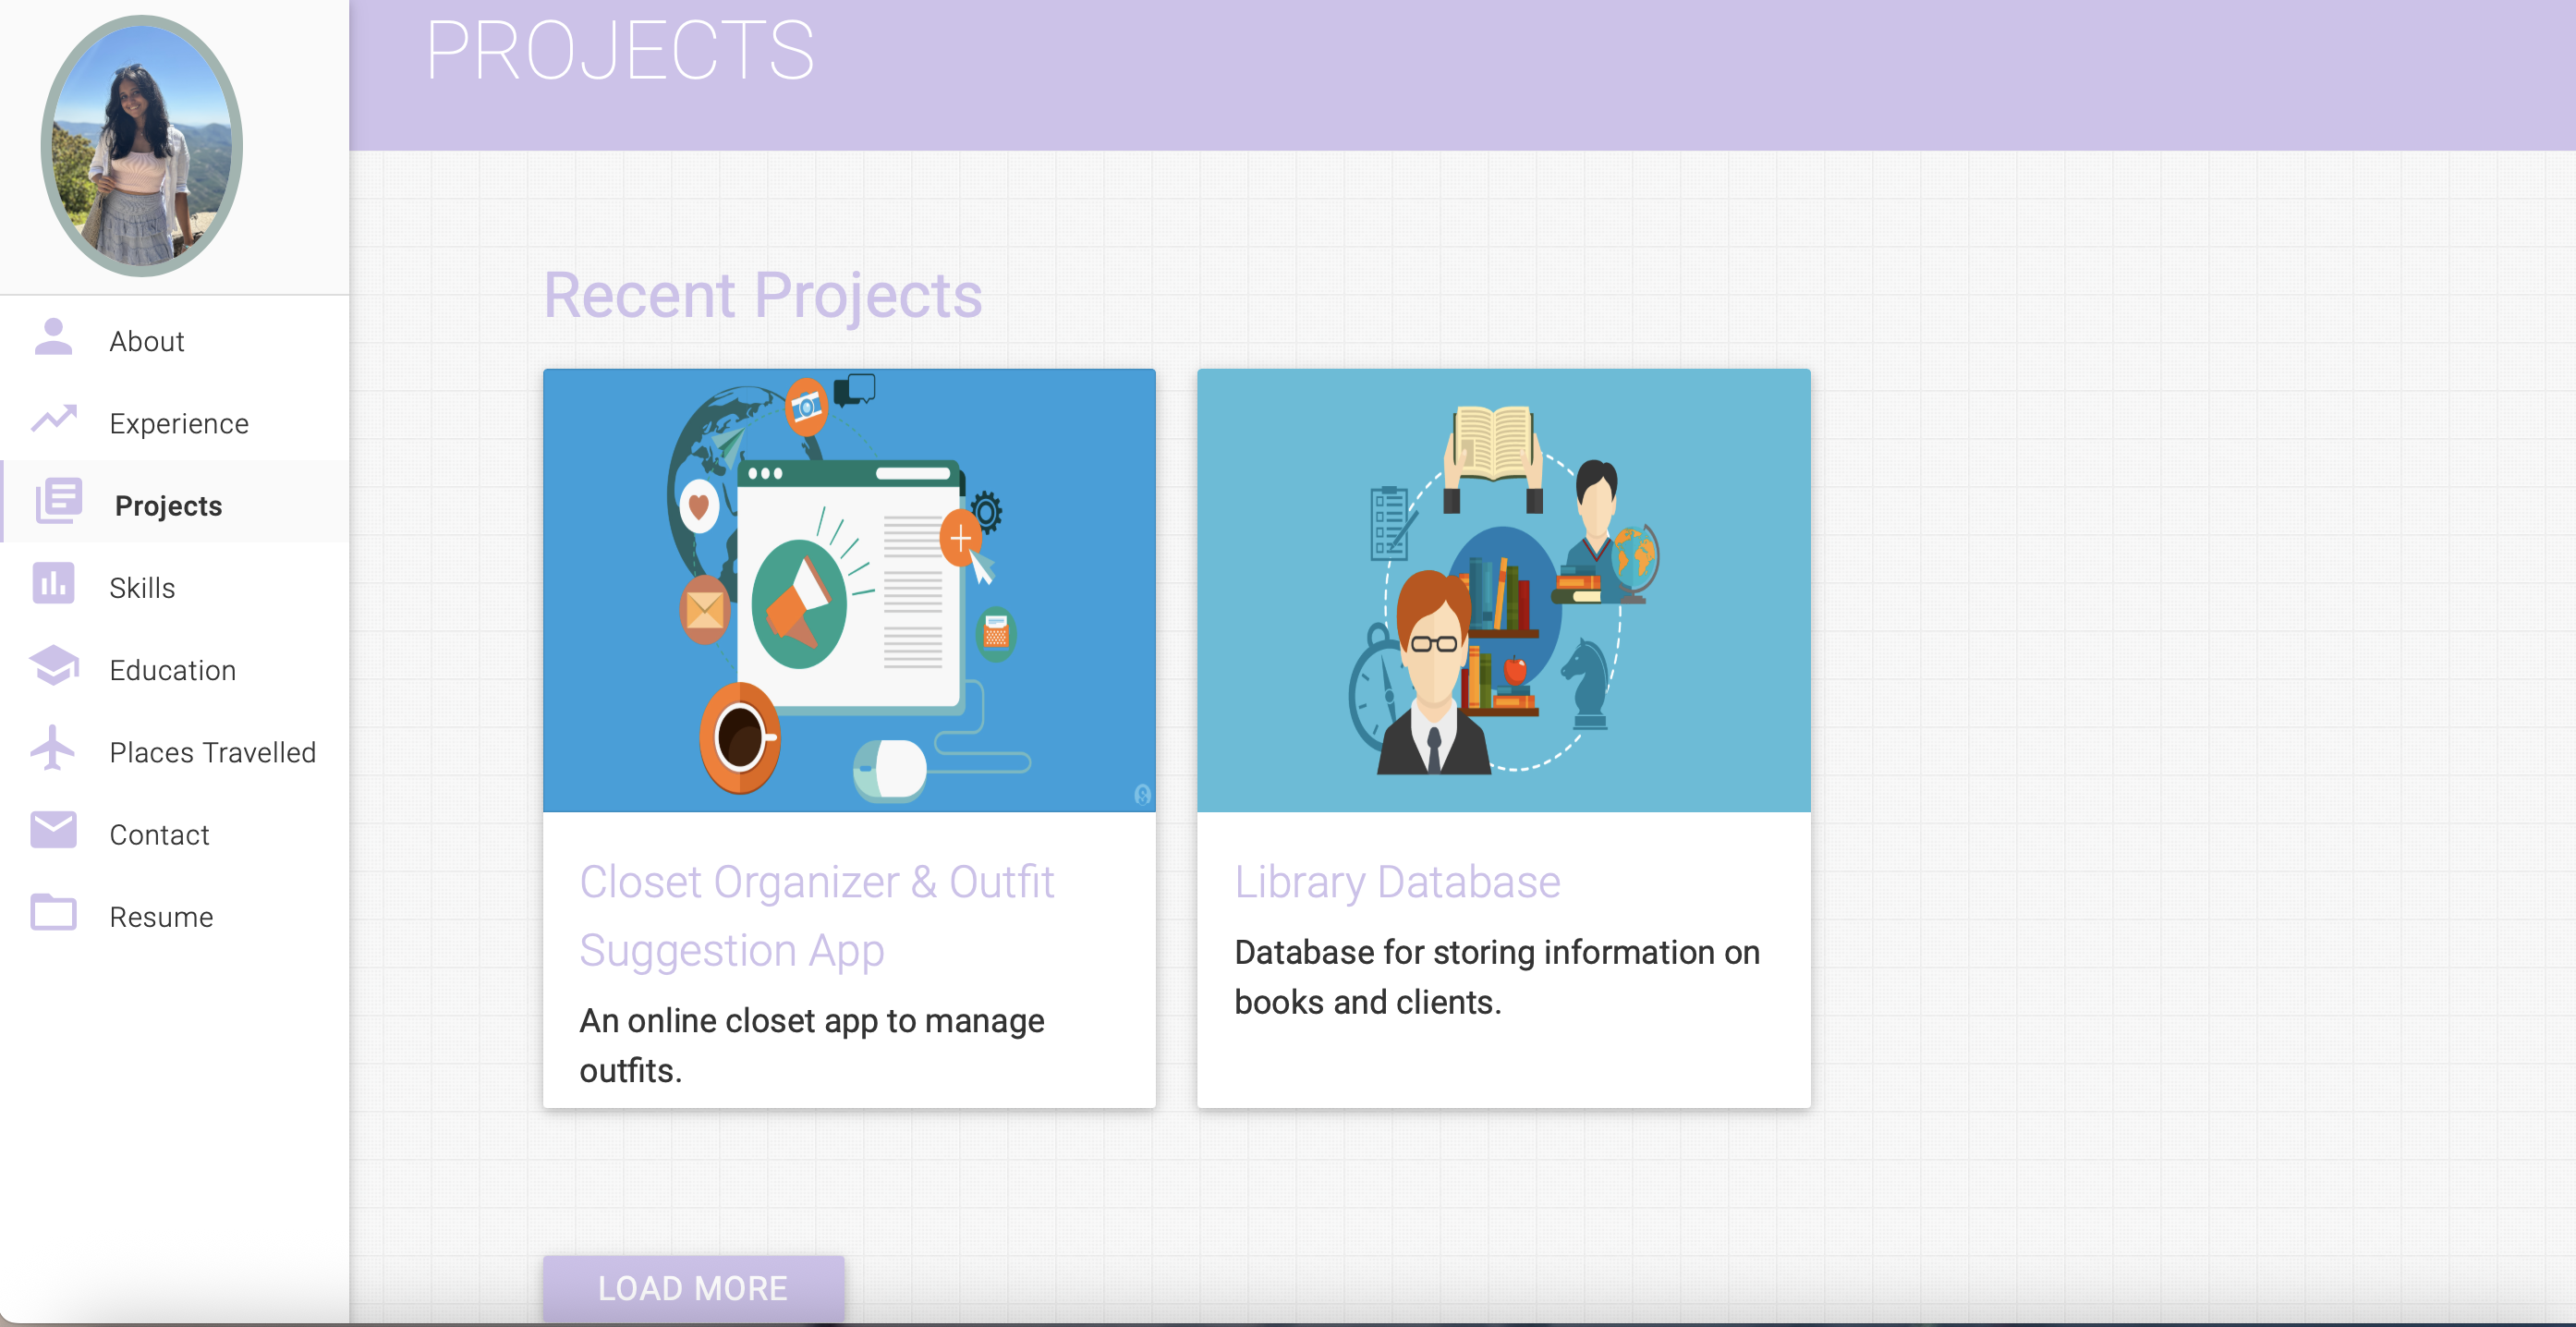 PROJECTS
About
Experience
Projects
Skills
Education
Places Travelled
Contact
Resume
Recent Projects
Closet Organizer & Outfit
Suggestion App
An online closet app to manage
outfits.
Library Database
Database for storing information on
books and clients.
LOAD MORE